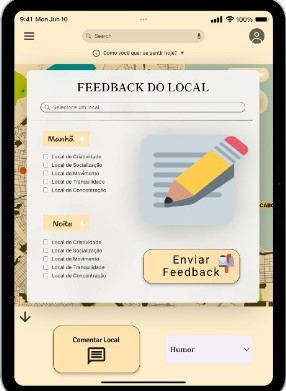 9:41 Mon Jun 10
100%
Search
Como você quer se sentir hoje?
FEEDBACK DO LOCAL
Selecione um local
Manhã
Local de Criatividade
Local de Socialização
Local de Movimento
Local de Tranquilidade
Local de Concentração
Noite
Local de Criatividade
Local de Socialização
Local de Movimento
Local de Tranquilidade
Local de Concentração
Enviar
Feedback
Comentar Local
Humor